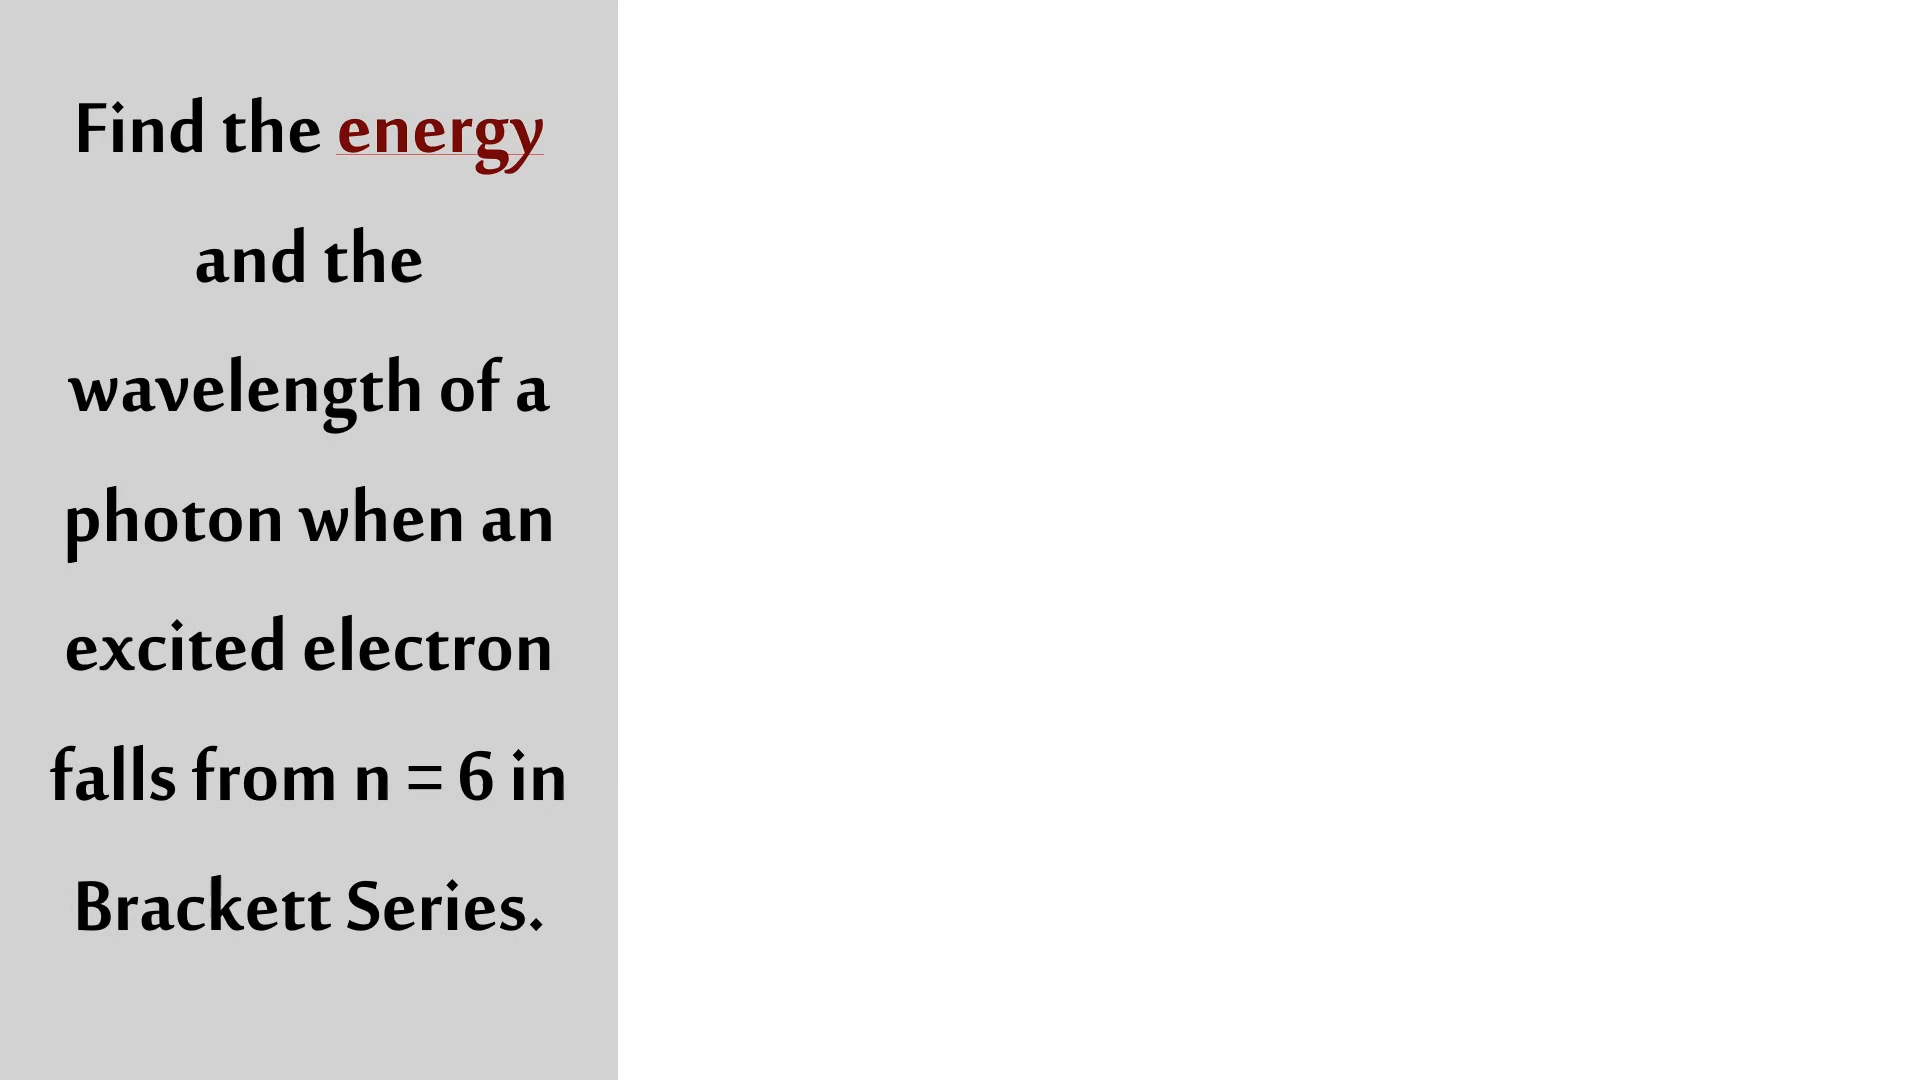 Find the energy
and the
wavelength of a
photon when an
excited electron
falls from n = 6 in
Brackett Series.